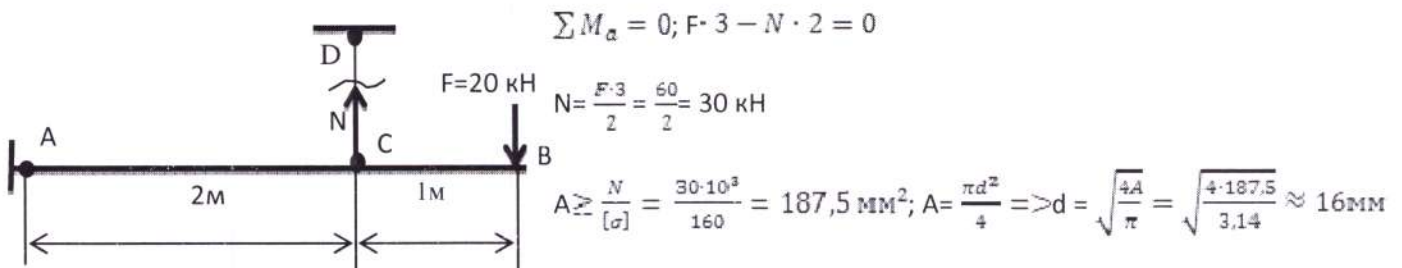 ∑Mₐ = 0; F· 3 − N · 2 = 0
D
F=20 кН
N= F·3/2 = 60/2 = 30 кН
N
A
C
B
2м
1м
A≥ N/[σ] = 30·10³/160 = 187,5 мм²; A= πd²/4 =>d = √(4A/π) = √(4·187,5/3,14) ≈ 16мм